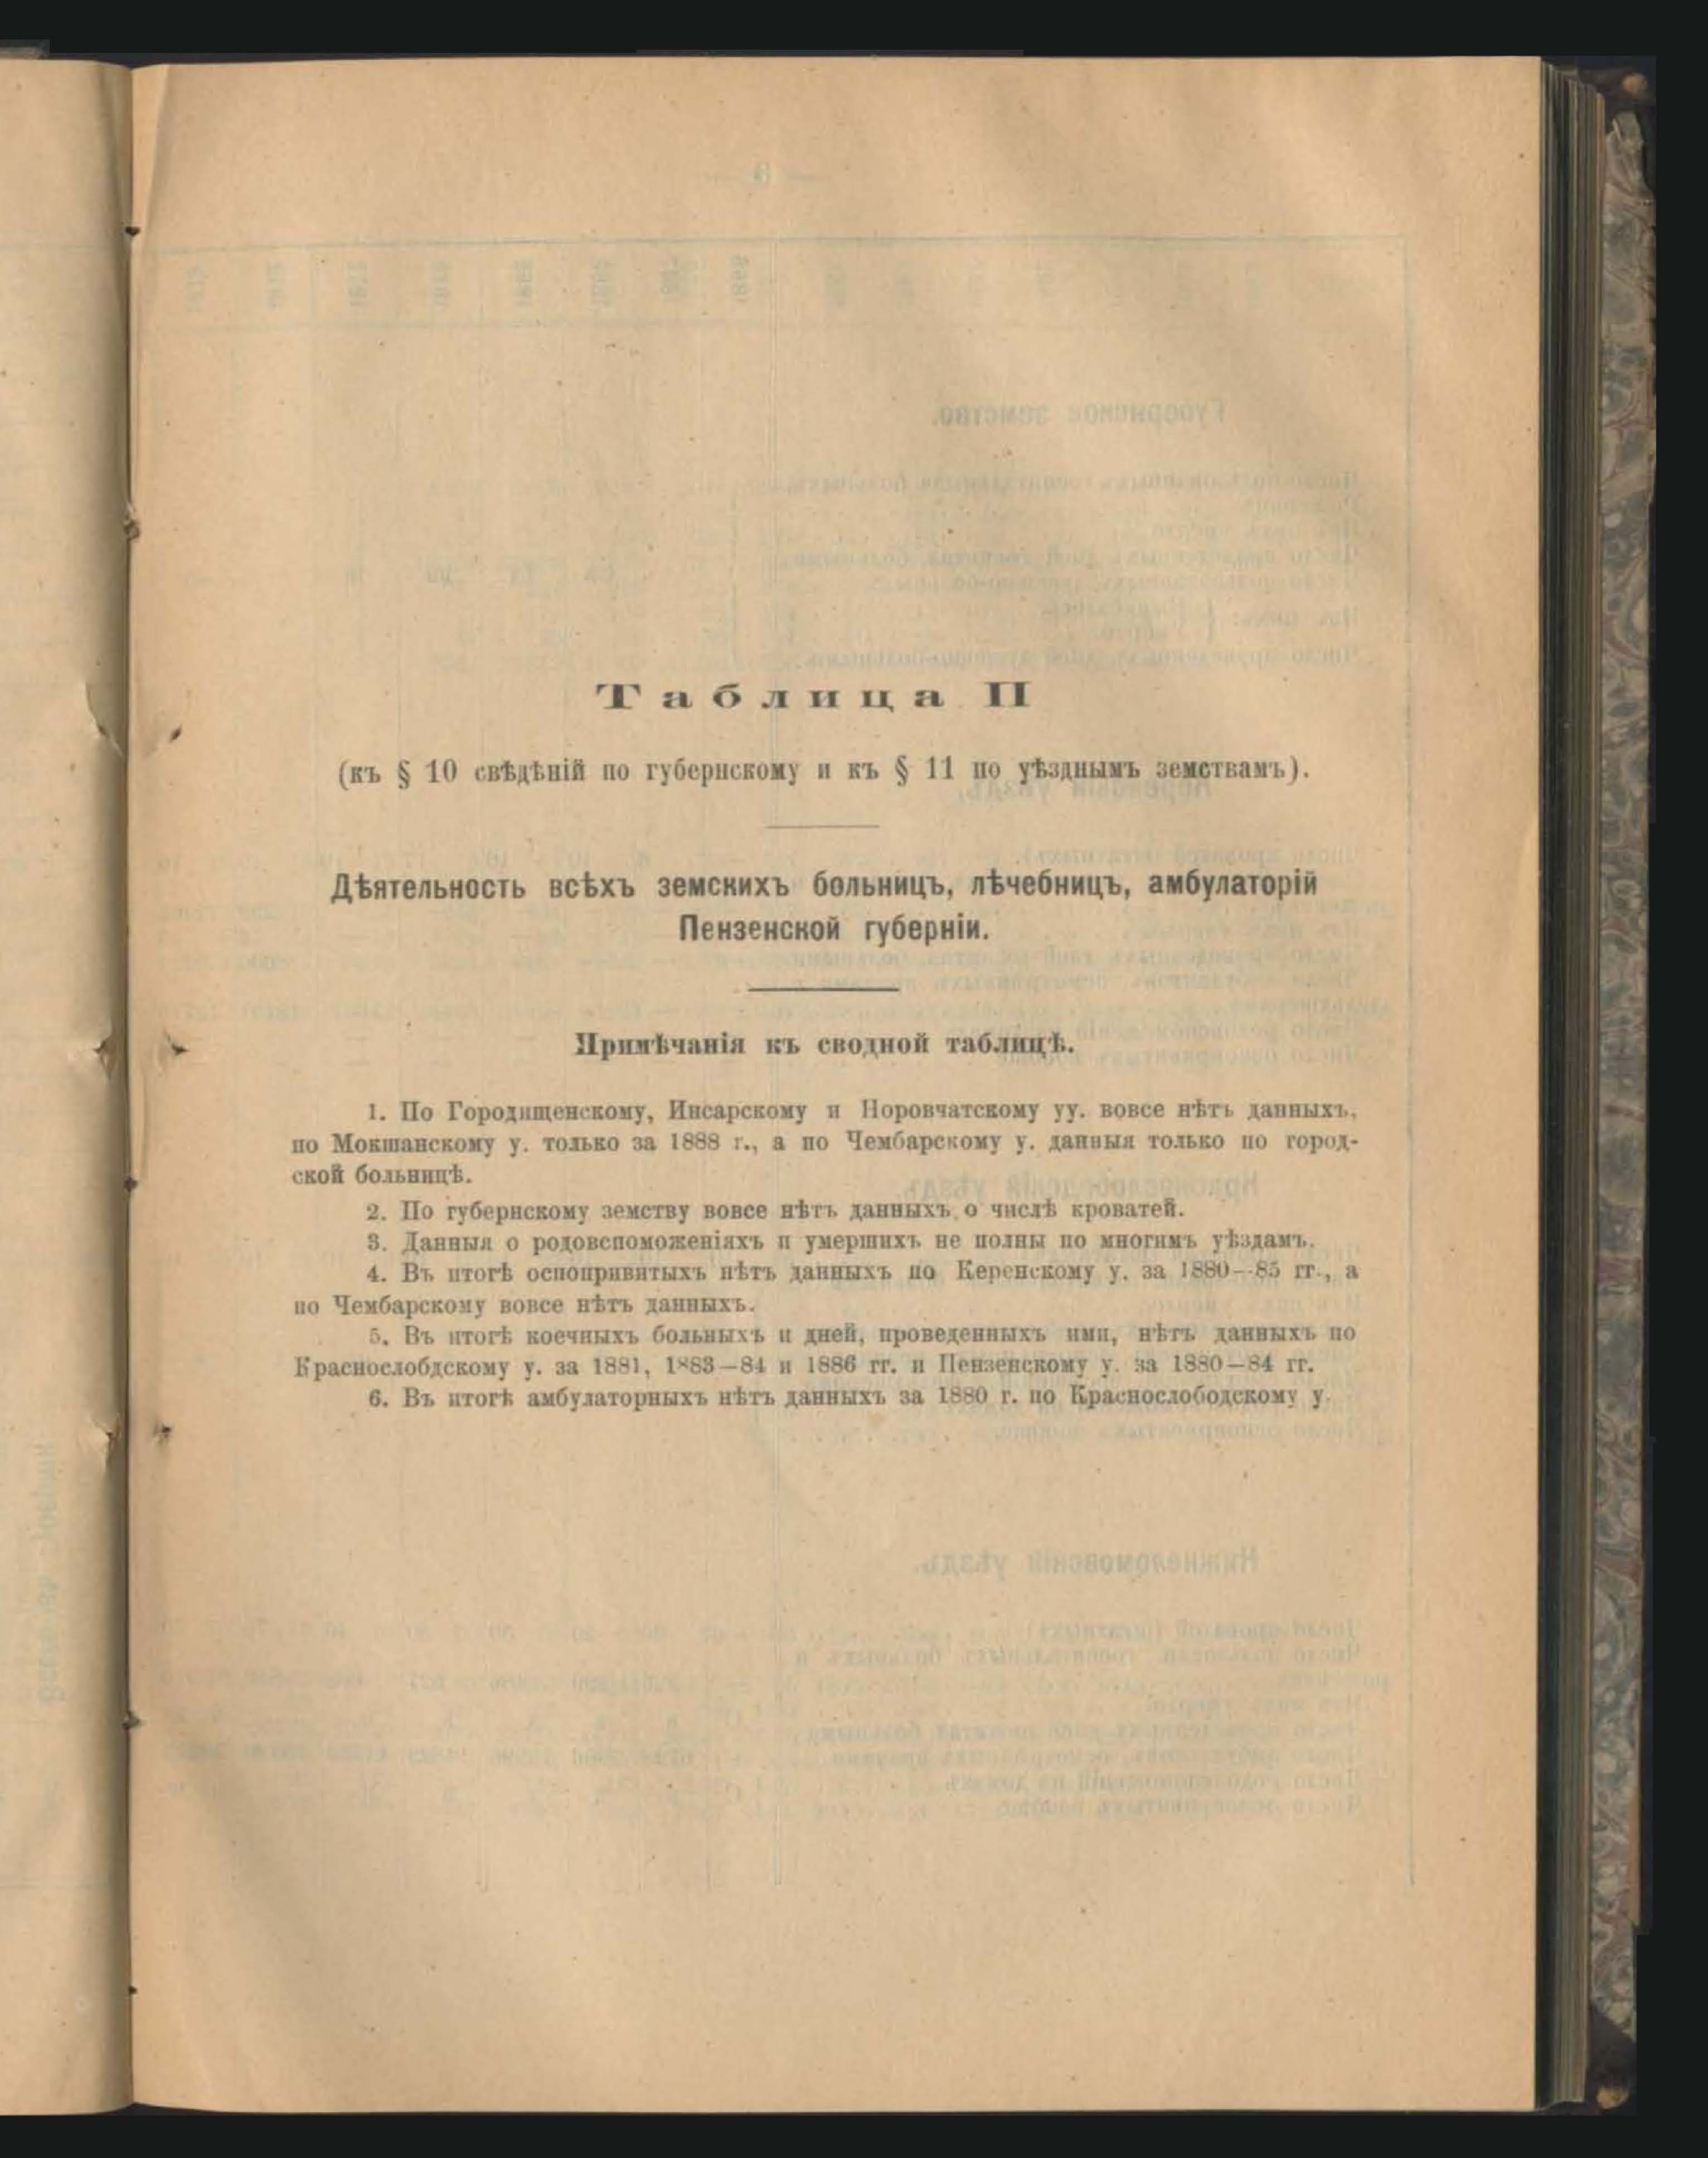 Таблица II
(къ § 10 свѣдѣній по губернскому и къ § 11 по уѣзднымъ земствамъ).
Дѣятельность всѣхъ земскихъ больницъ, лѣчебницъ, амбулаторій
Пензенской губерніи.
Примѣчанія къ сводной таблицѣ.
1. По Городищенскому, Инсарскому и Норовчатскому уу. вовсе нѣтъ данныхъ,
по Мокшанскому у. только за 1888 г., а по Чембарскому у. данныя только по город-
ской больницѣ.
2. По губернскому земству вовсе нѣтъ данныхъ о числѣ кроватей.
3. Данныя о родовспоможеніяхъ и умершихъ не полны по многимъ уѣздамъ.
4. Въ итогѣ оспопривитыхъ нѣтъ данныхъ по Керенскому у. за 1880—85 гг., а
по Чембарскому вовсе нѣтъ данныхъ.
5. Въ итогѣ коечныхъ больныхъ и дней, проведенныхъ ими, нѣтъ данныхъ по
Краснослобдскому у. за 1881, 1883—84 и 1886 гг. и Пензенскому у. за 1880—84 гг.
6. Въ итогѣ амбулаторныхъ нѣтъ данныхъ за 1880 г. по Краснослободскому у.